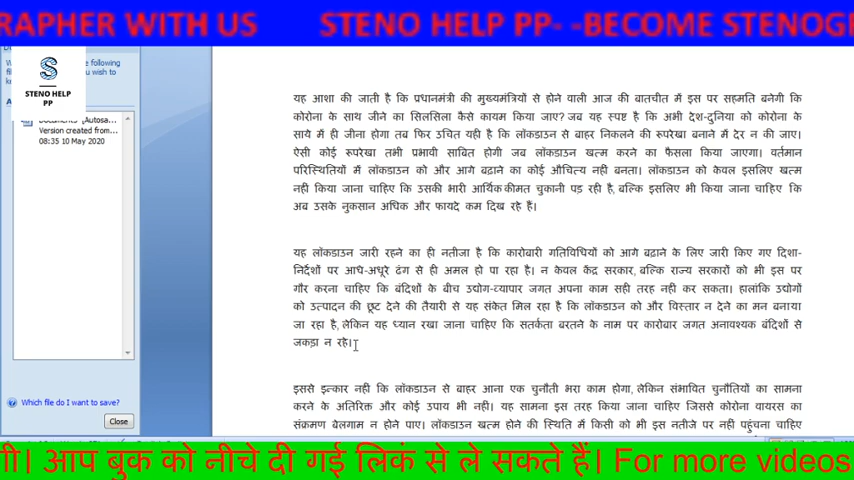 RAPHER WITH US STENO HELP PP- -BECOME STENOGR
W following
file wish to
ke
STENO HELP
PP
A
[Autosa...
Version created from...
08:35 10 May 2020
Which file do I want to save?
Close
यह आशा की जाती है कि प्रधानमंत्री की मुख्यमंत्रियों से होने वाली आज की बातचीत में इस पर सहमति बनेगी कि
कोरोना के साथ जीने का सिलसिला कैसे कायम किया जाए? जब यह स्पष्ट है कि अभी देश-दुनिया को कोरोना के
साये में ही जीना होगा तब फिर उचित यही है कि लॉकडाउन से बाहर निकलने की रूपरेखा बनाने में देर न की जाए।
ऐसी कोई रूपरेखा तभी प्रभावी साबित होगी जब लॉकडाउन खत्म करने का फैसला किया जाएगा। वर्तमान
परिस्थितियों में लॉकडाउन को और आगे बढ़ाने का कोई औचित्य नही बनता। लॉकडाउन को केवल इसलिए खत्म
नही किया जाना चाहिए कि उसकी भारी आर्थिक कीमत चुकानी पड़ रही है, बल्कि इसलिए भी किया जाना चाहिए कि
अब उसके नुकसान अधिक और फायदे कम दिख रहे हैं।
यह लॉकडाउन जारी रहने का ही नतीजा है कि कारोबारी गतिविधियों को आगे बढ़ाने के लिए जारी किए गए दिशा-
निर्देशों पर आधे-अधूरे ढंग से ही अमल हो पा रहा है। न केवल केंद्र सरकार, बल्कि राज्य सरकारों को भी इस पर
गौर करना चाहिए कि बंदिशों के बीच उद्योग-व्यापार जगत अपना काम सही तरह नही कर सकता। हालांकि उद्योगों
को उत्पादन की छूट देने की तैयारी से यह संकेत मिल रहा है कि लॉकडाउन को और विस्तार न देने का मन बनाया
जा रहा है, लेकिन यह ध्यान रखा जाना चाहिए कि सतर्कता बरतने के नाम पर कारोबार जगत अनावश्यक बंदिशों से
जकड़ा न रहे।
इससे इन्कार नही कि लॉकडाउन से बाहर आना एक चुनौती भरा काम होगा, लेकिन संभावित चुनौतियों का सामना
करने के अतिरिक्त और कोई उपाय भी नही। यह सामना इस तरह किया जाना चाहिए जिससे कोरोना वायरस का
संक्रमण बेलगाम न होने पाए। लॉकडाउन खत्म होने की स्थिति में किसी को भी इस नतीजे पर नही पहुंचना चाहिए
गी। आप बुक को नीचे दी गई लिकं से ले सकते हैं। For more videos